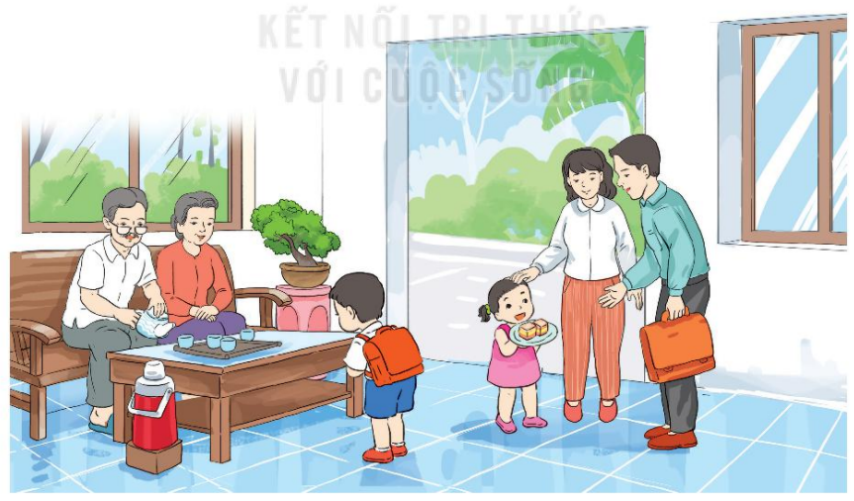 KẾT NỐI TRI THỨC
VỚI CUỘC SỐNG